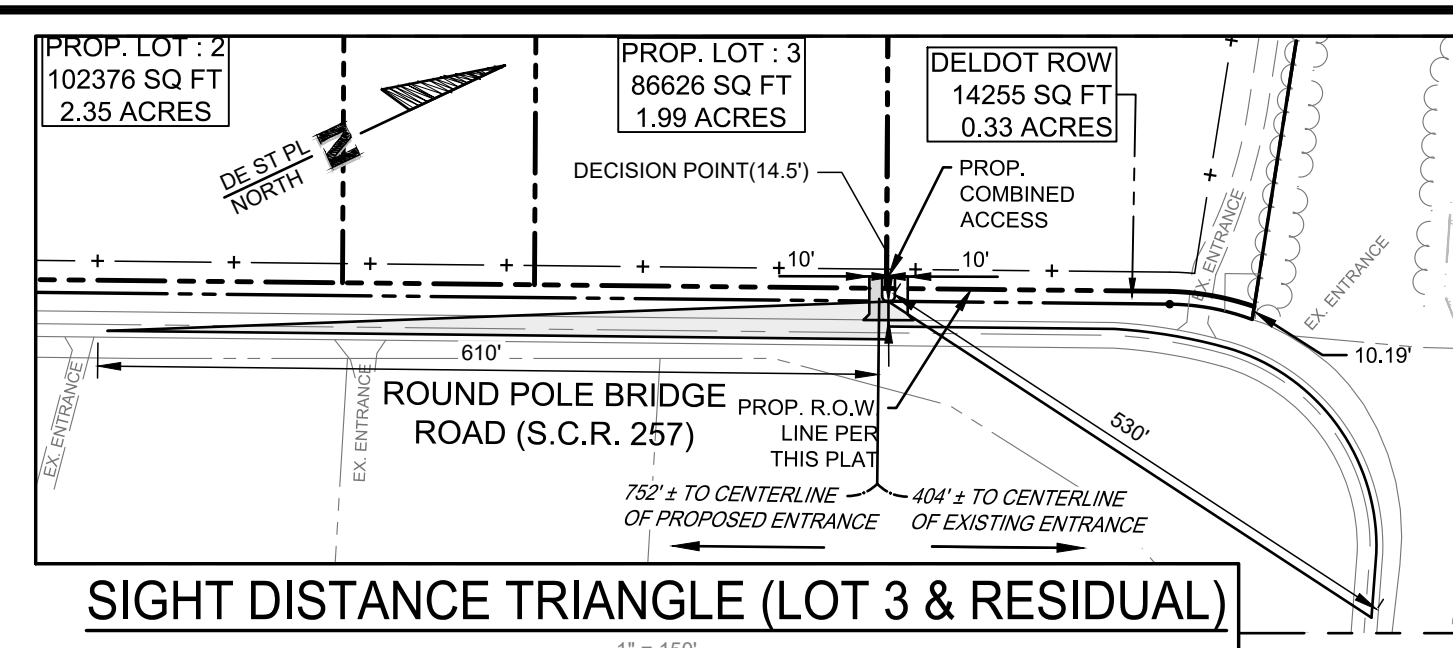 PROP. LOT : 2
102376 SQ FT
2.35 ACRES
PROP. LOT : 3
86626 SQ FT
1.99 ACRES
DELDOT ROW
14255 SQ FT
0.33 ACRES
DE ST PL
NORTH
N
DECISION POINT(14.5')
PROP.
COMBINED
ACCESS
10'
10'
EX. ENTRANCE
EX. ENTRANCE
10.19'
610'
EX. ENTRANCE
EX. ENTRANCE
ROUND POLE BRIDGE
ROAD (S.C.R. 257)
PROP. R.O.W.
LINE PER
THIS PLAT
530'
752' ± TO CENTERLINE
OF PROPOSED ENTRANCE
404' ± TO CENTERLINE
OF EXISTING ENTRANCE
SIGHT DISTANCE TRIANGLE (LOT 3 & RESIDUAL)
1" = 150'